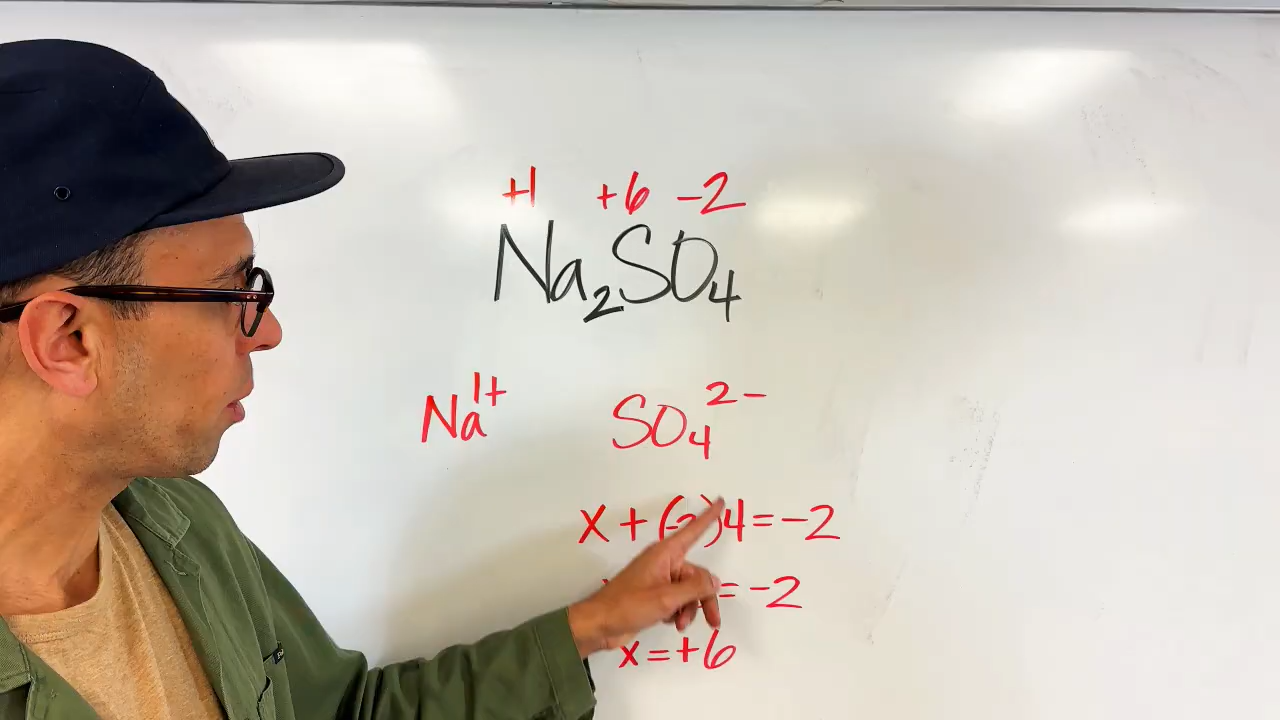 +1 +6 -2
Na₂SO₄
Na¹⁺ SO₄²⁻
x + (-2)4 = -2
= -2
x = +6